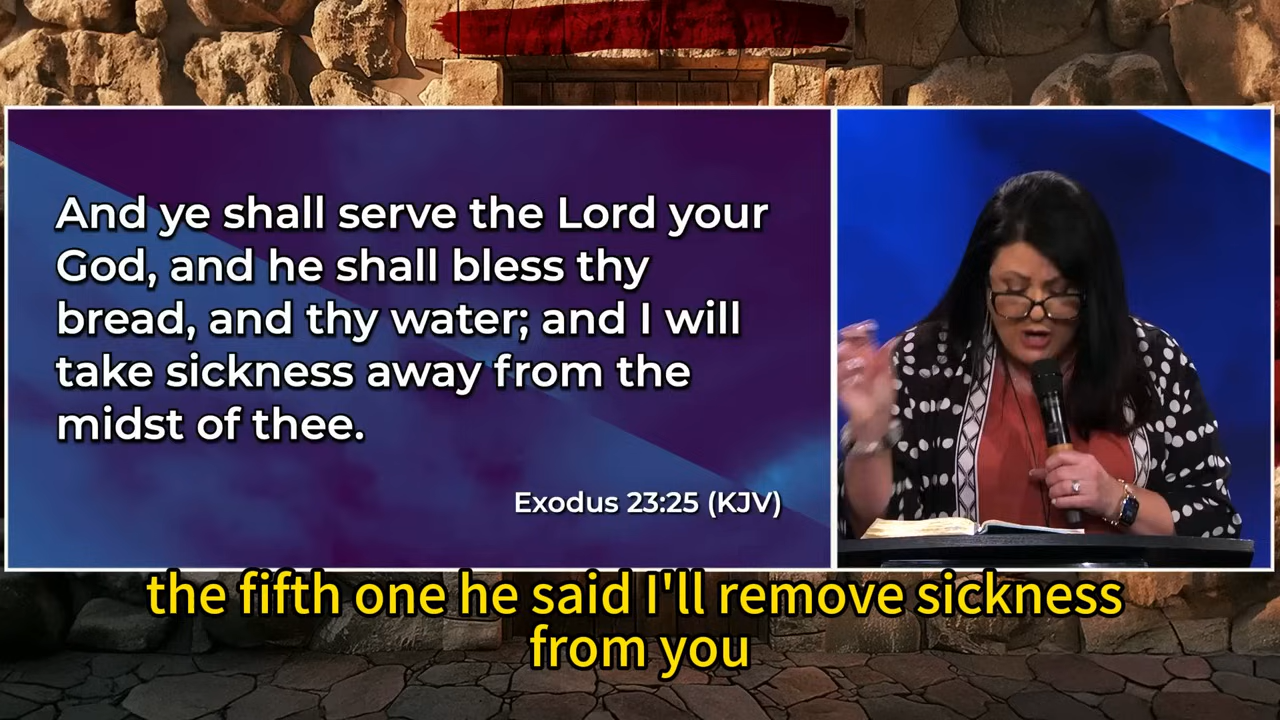 And ye shall serve the Lord your
God, and he shall bless thy
bread, and thy water; and I will
take sickness away from the
midst of thee.
Exodus 23:25 (KJV)
the fifth one he said I'll remove sickness
from you